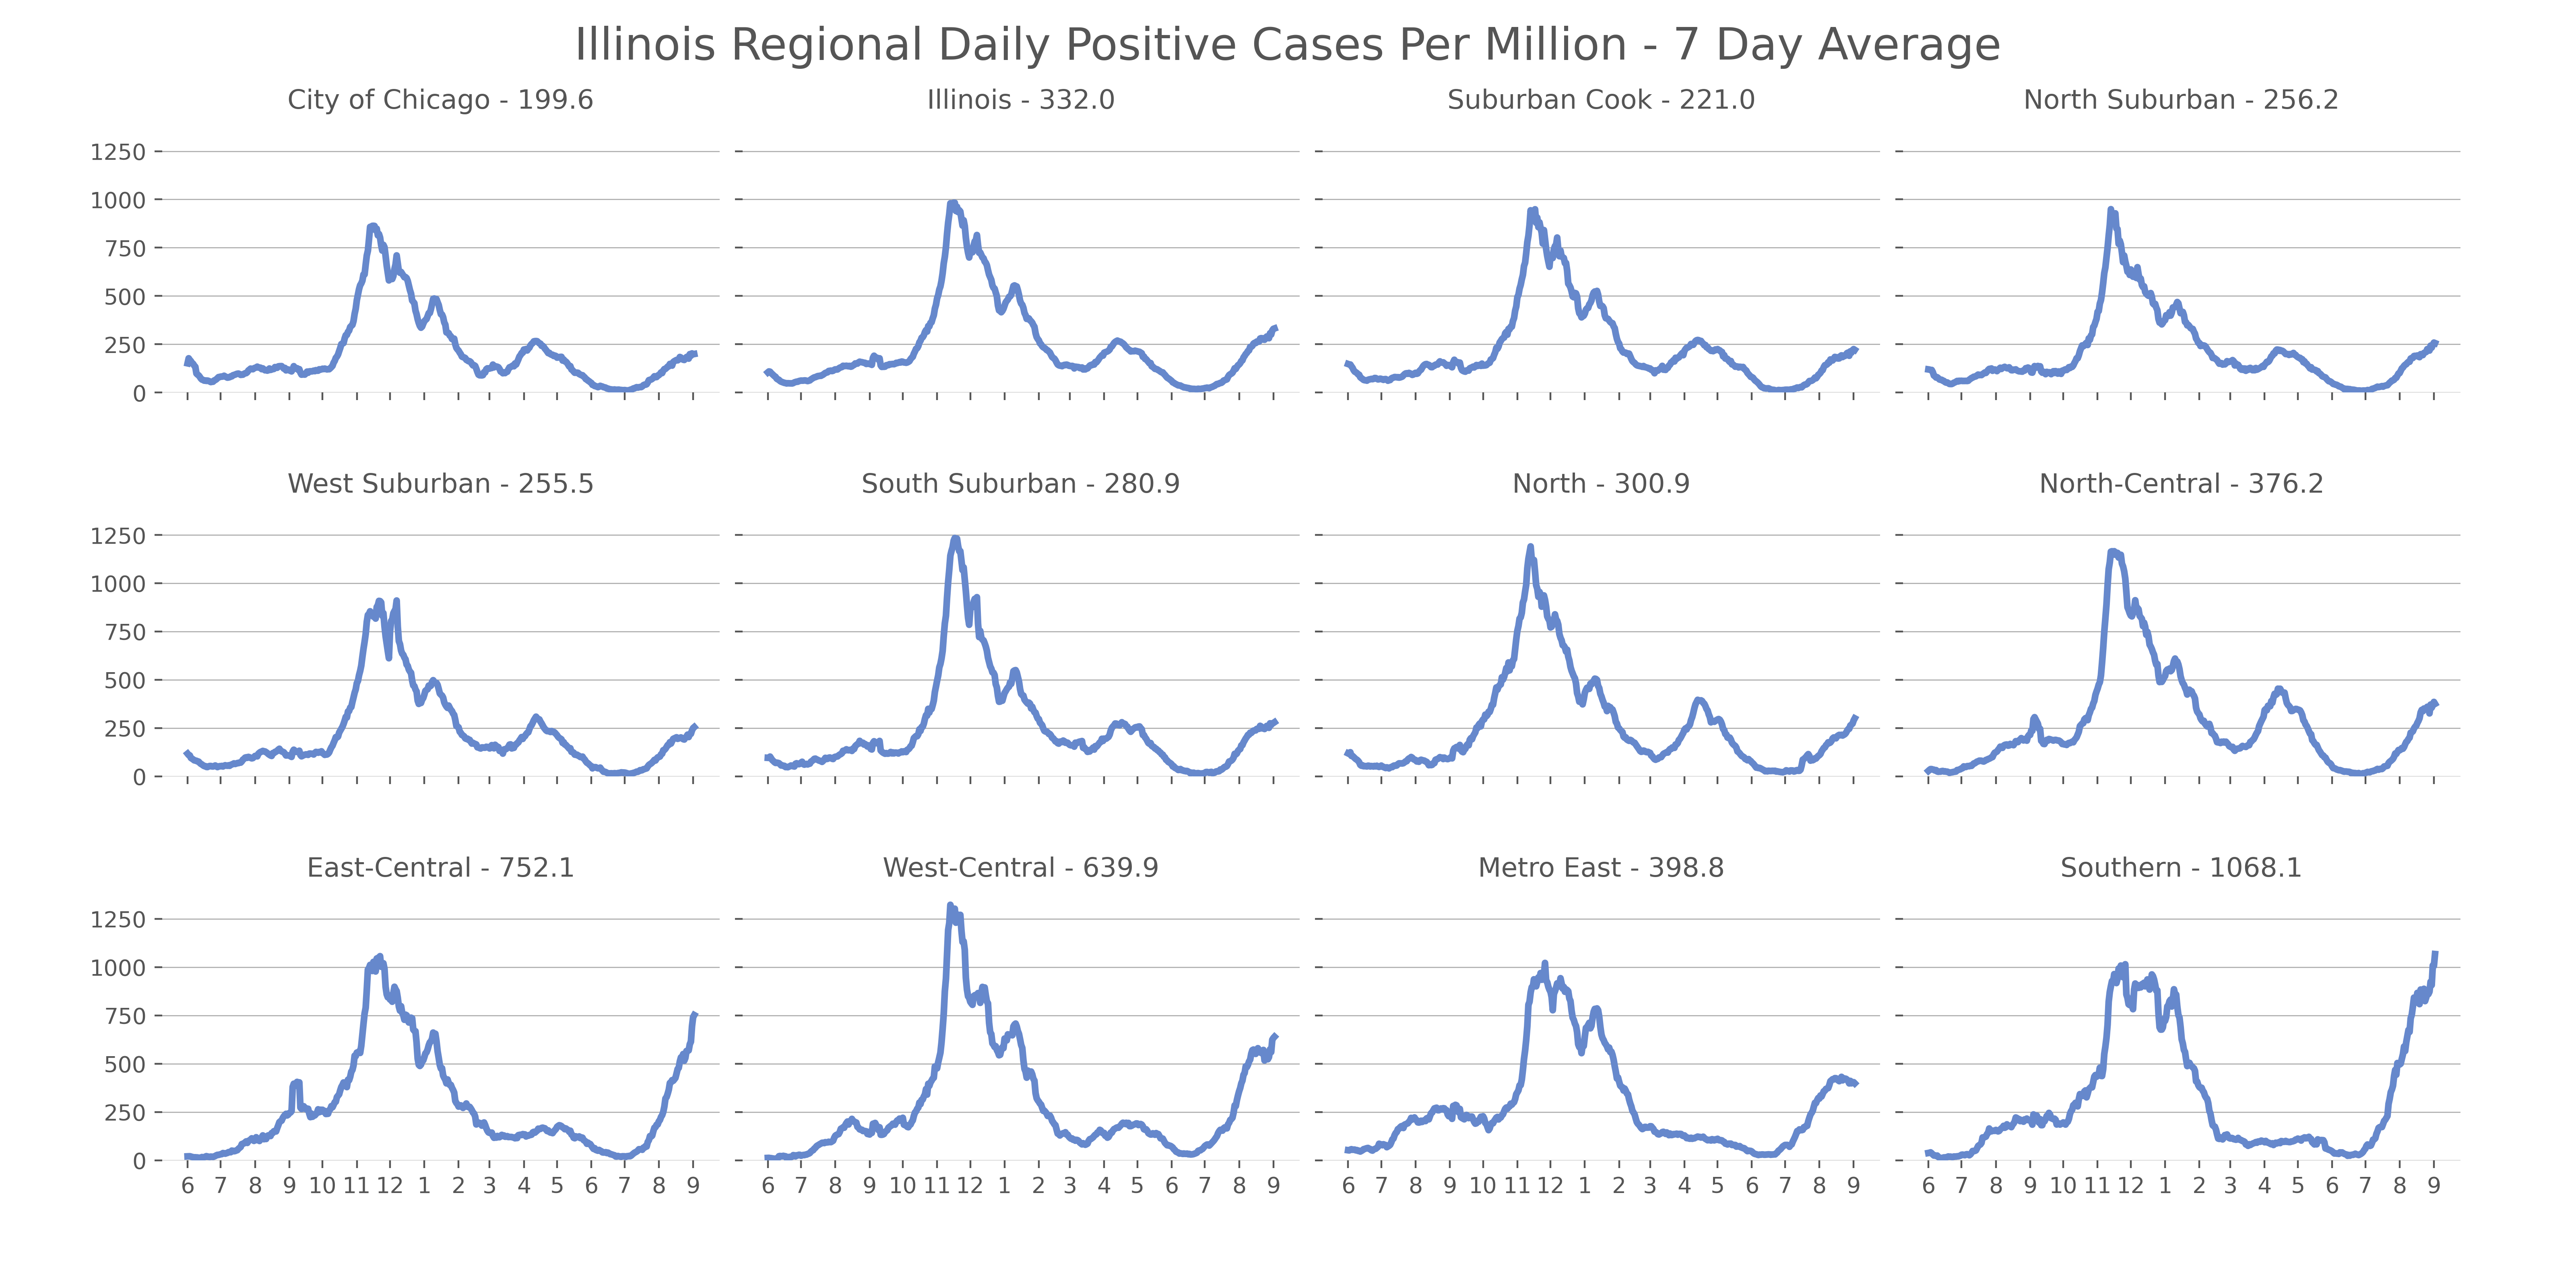 Illinois Regional Daily Positive Cases Per Million - 7 Day Average
City of Chicago - 199.6
Illinois - 332.0
Suburban Cook - 221.0
North Suburban - 256.2
1250
1000
750
500
250
0
West Suburban - 255.5
South Suburban - 280.9
North - 300.9
North-Central - 376.2
1250
1000
750
500
250
0
East-Central - 752.1
West-Central - 639.9
Metro East - 398.8
Southern - 1068.1
1250
1000
750
500
250
0
6 7 8 9 10 11 12 1 2 3 4 5 6 7 8 9
6 7 8 9 10 11 12 1 2 3 4 5 6 7 8 9
6 7 8 9 10 11 12 1 2 3 4 5 6 7 8 9
6 7 8 9 10 11 12 1 2 3 4 5 6 7 8 9